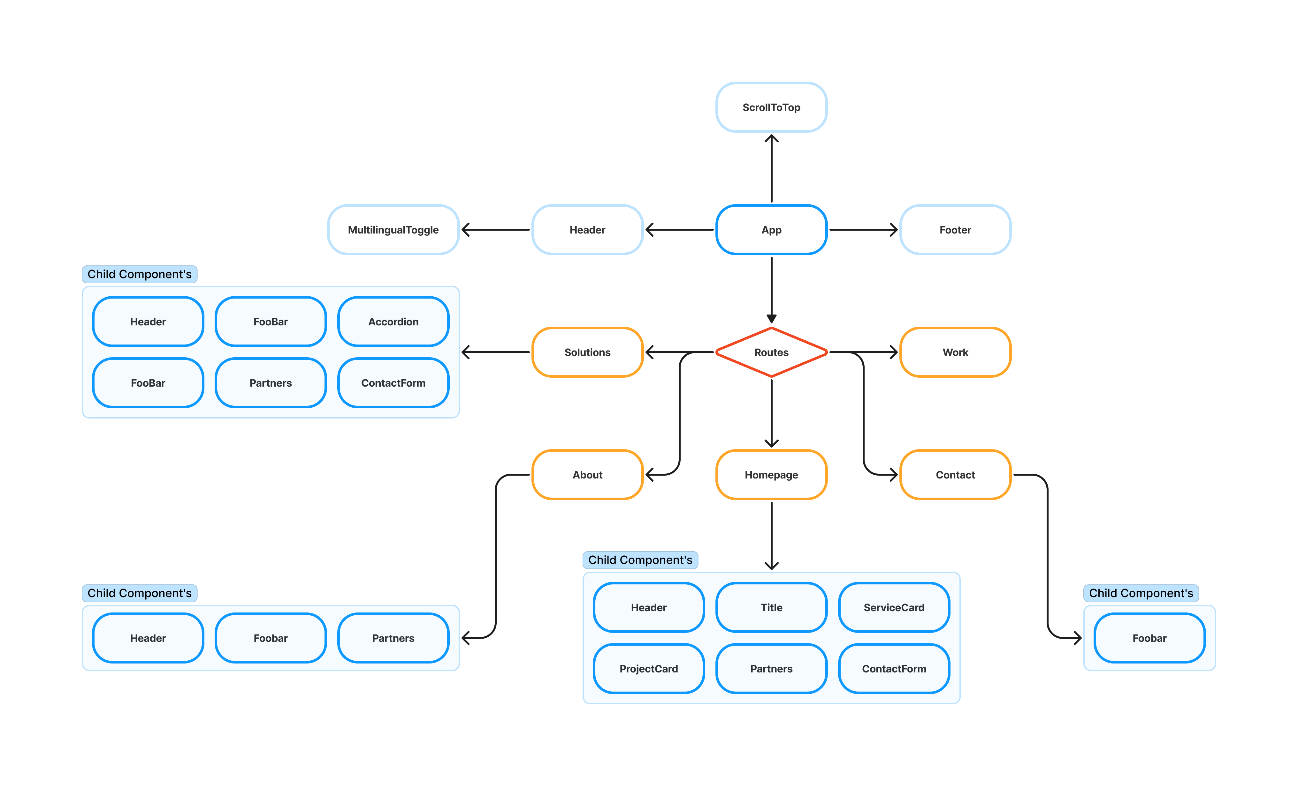 ScrollToTop
MultilingualToggle
Header
App
Footer
Child Component's
Header
FooBar
Accordion
FooBar
Partners
ContactForm
Solutions
Routes
Work
About
Homepage
Contact
Child Component's
Header
Foobar
Partners
Child Component's
Header
Title
ServiceCard
ProjectCard
Partners
ContactForm
Child Component's
Foobar